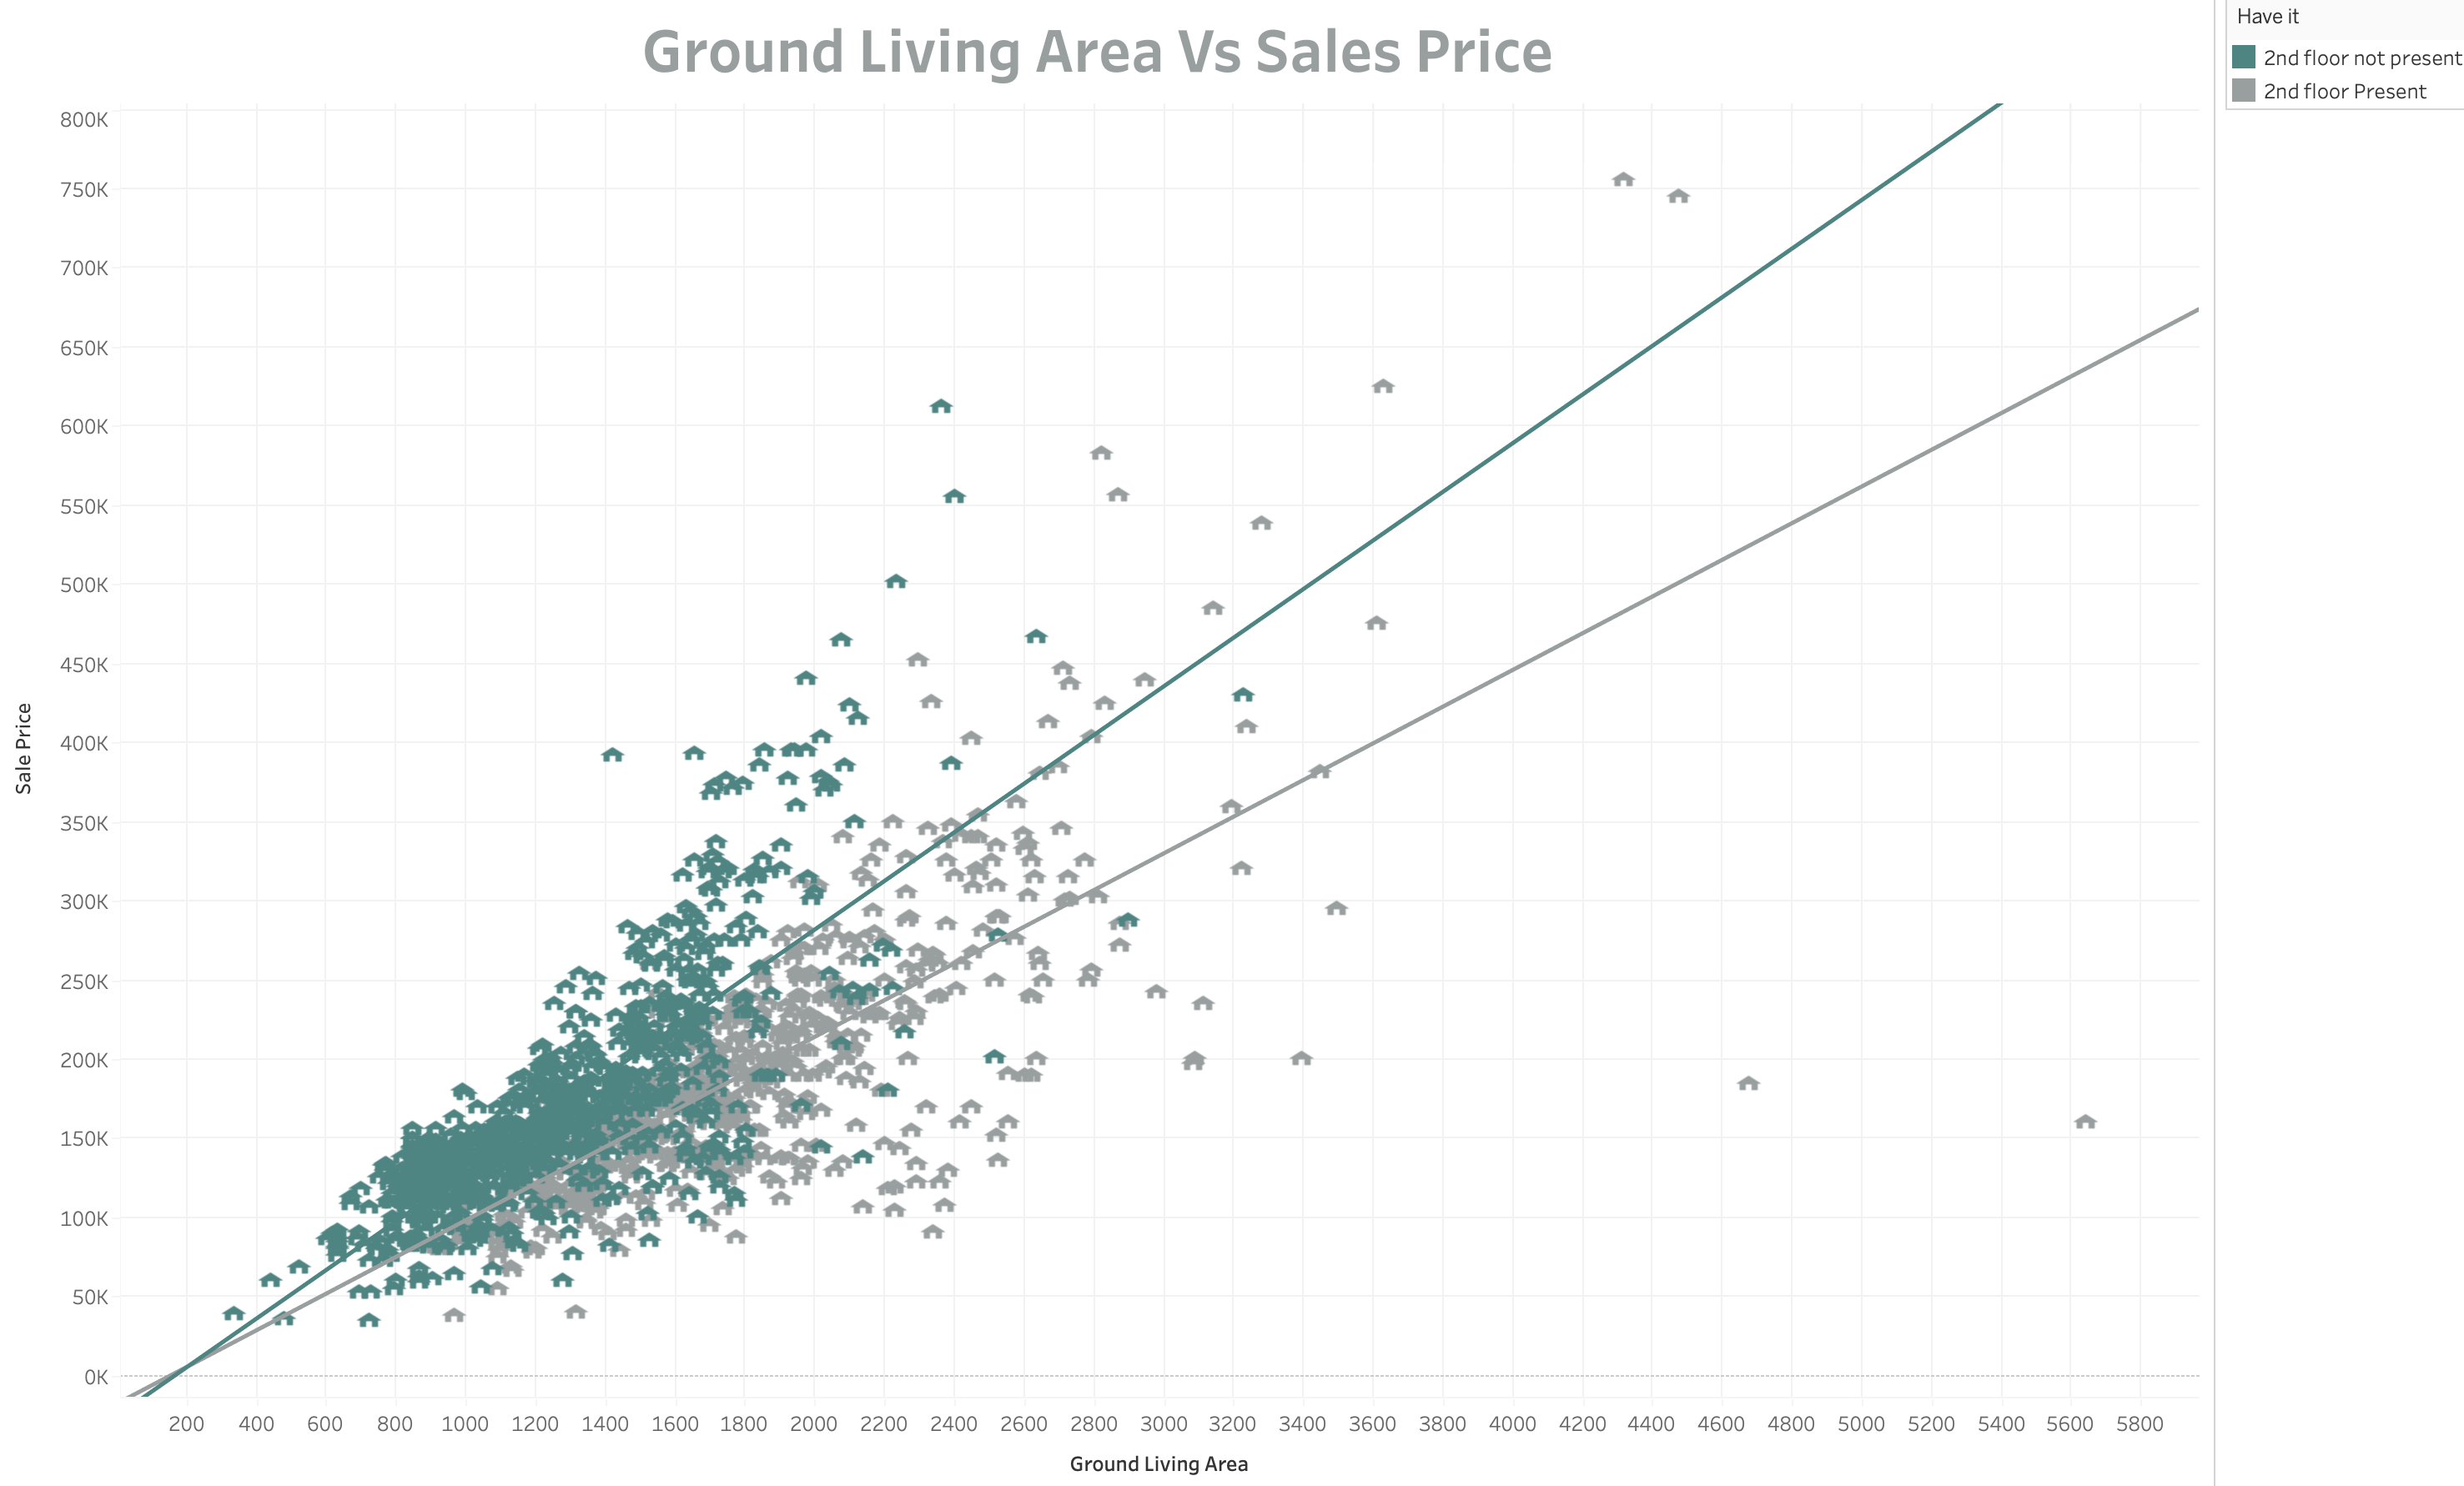 Ground Living Area Vs Sales Price
Have it
2nd floor not present
2nd floor Present
800K
750K
700K
650K
600K
550K
500K
450K
400K
350K
300K
250K
200K
150K
100K
50K
0K
Sale Price
200 400 600 800 1000 1200 1400 1600 1800 2000 2200 2400 2600 2800 3000 3200 3400 3600 3800 4000 4200 4400 4600 4800 5000 5200 5400 5600 5800
Ground Living Area